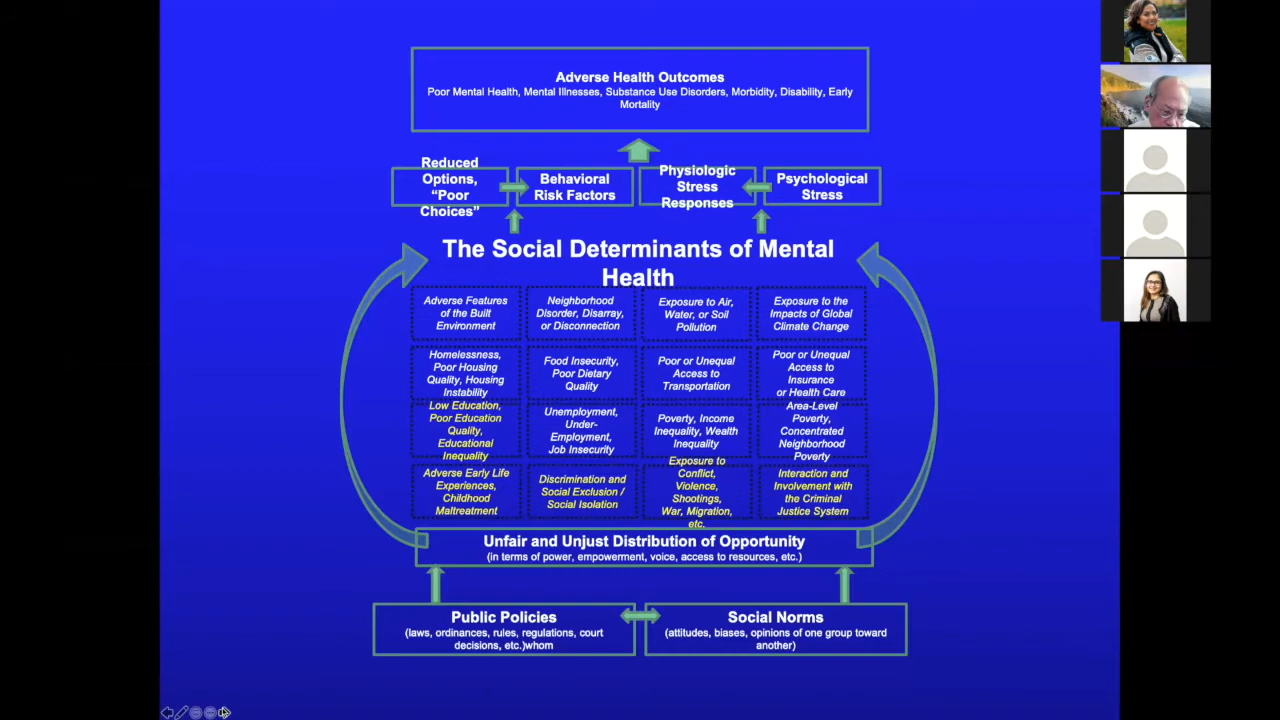 Adverse Health Outcomes
Poor Mental Health, Mental Illnesses, Substance Use Disorders, Morbidity, Disability, Early
Mortality
Reduced
Options,
“Poor
Choices”
Behavioral
Risk Factors
Physiologic
Stress
Responses
Psychological
Stress
The Social Determinants of Mental
Health
Adverse Features
of the Built
Environment
Neighborhood
Disorder, Disarray,
or Disconnection
Exposure to Air,
Water, or Soil
Pollution
Exposure to the
Impacts of Global
Climate Change
Homelessness,
Poor Housing
Quality, Housing
Instability
Food Insecurity,
Poor Dietary
Quality
Poor or Unequal
Access to
Transportation
Poor or Unequal
Access to
Insurance
or Health Care
Low Education,
Poor Education
Quality,
Educational
Inequality
Unemployment,
Under-
Employment,
Job Insecurity
Poverty, Income
Inequality, Wealth
Inequality
Area-Level
Poverty,
Concentrated
Neighborhood
Poverty
Adverse Early Life
Experiences,
Childhood
Maltreatment
Discrimination and
Social Exclusion /
Social Isolation
Exposure to
Conflict,
Violence,
Shootings,
War, Migration,
etc.
Interaction and
Involvement with
the Criminal
Justice System
Unfair and Unjust Distribution of Opportunity
(in terms of power, empowerment, voice, access to resources, etc.)
Public Policies
(laws, ordinances, rules, regulations, court
decisions, etc.)whom
Social Norms
(attitudes, biases, opinions of one group toward
another)